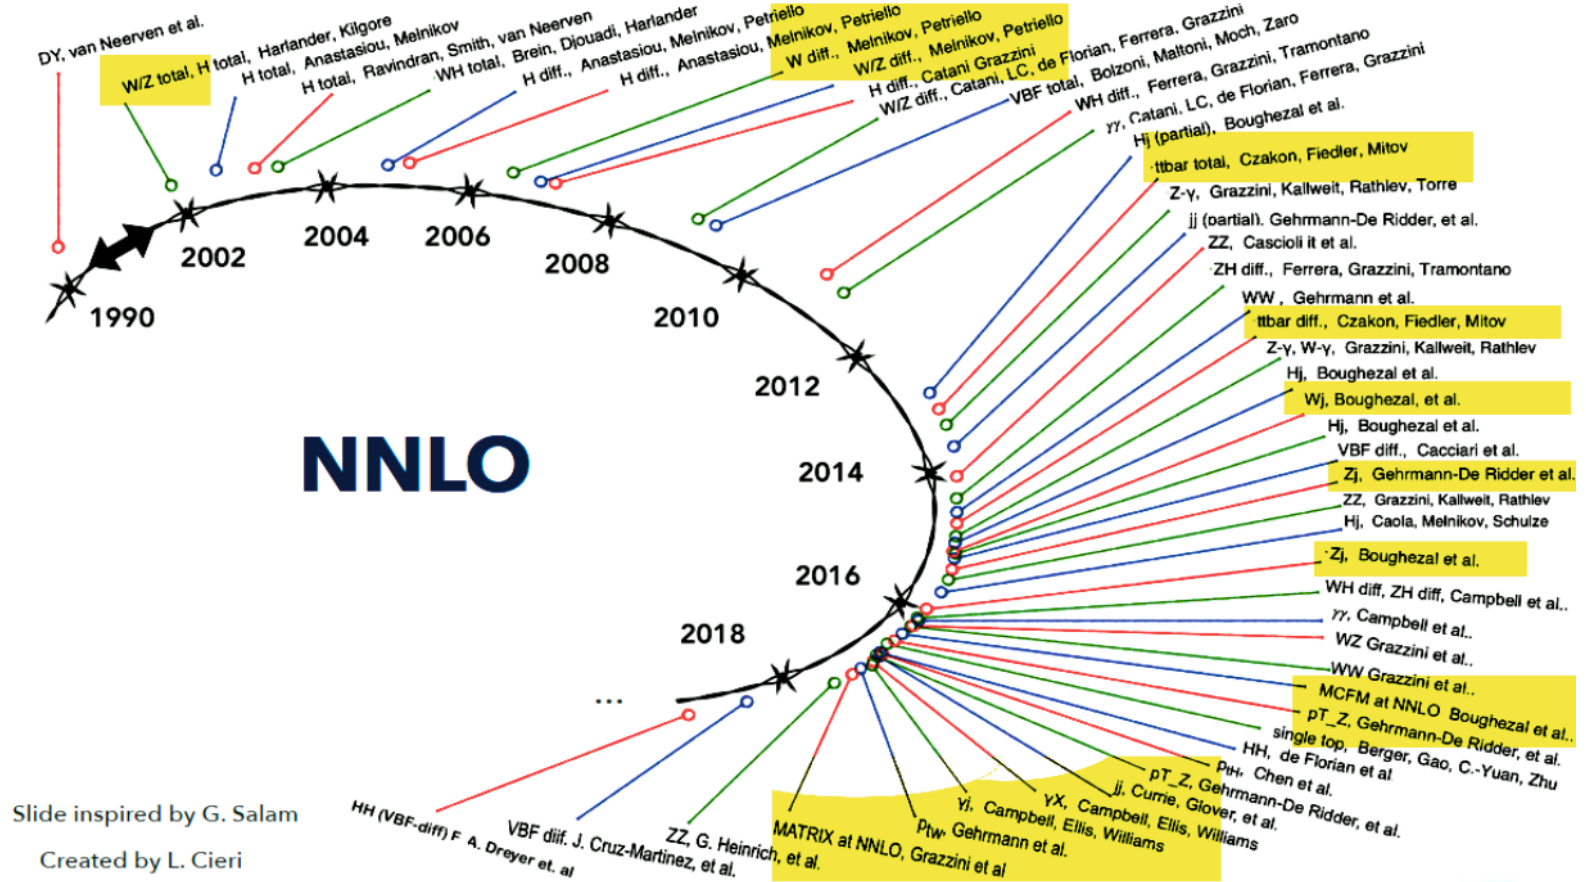 DY, van Neerven et al.
W/Z total, H total, Harlander, Kilgore
H total, Anastasiou, Melnikov
H total, Ravindran, Smith, van Neerven
WH total, Brein, Djouadi, Harlander
H diff., Anastasiou, Melnikov, Petriello
H diff., Anastasiou, Melnikov, Petriello
W diff., Melnikov, Petriello
W/Z diff., Melnikov, Petriello
H diff., Catani Grazzini
W/Z diff., Catani, LC, de Florian, Ferrera, Grazzini
VBF total, Bolzoni, Maltoni, Moch, Zaro
WH diff., Ferrera, Grazzini, Tramontano
γγ, Catani, LC, de Florian, Ferrera, Grazzini
Hj (partial), Boughezal et al.
ttbar total, Czakon, Fiedler, Mitov
Z-γ, Grazzini, Kallweit, Rathlev, Torre
jj (partial). Gehrmann-De Ridder, et al.
ZZ, Cascioli it et al.
ZH diff., Ferrera, Grazzini, Tramontano
WW , Gehrmann et al.
ttbar diff., Czakon, Fiedler, Mitov
Z-γ, W-γ, Grazzini, Kallweit, Rathlev
Hj, Boughezal et al.
Wj, Boughezal, et al.
Hj, Boughezal et al.
VBF diff., Cacciari et al.
Zj, Gehrmann-De Ridder et al.
ZZ, Grazzini, Kallweit, Rathlev
Hj, Caola, Melnikov, Schulze
Zj, Boughezal et al.
WH diff, ZH diff, Campbell et al..
γγ, Campbell et al..
WZ Grazzini et al..
WW Grazzini et al..
MCFM at NNLO Boughezal et al..
pT_Z, Gehrmann-De Ridder, et al.
single top, Berger, Gao, C.-Yuan, Zhu
HH, de Florian et al
ptH, Chen et al.
pT_Z, Gehrmann-De Ridder, et al.
jj, Currie, Glover, et al.
γX, Campbell, Ellis, Williams
γj, Campbell, Ellis, Williams
ptw, Gehrmann et al.
MATRIX at NNLO, Grazzini et al
ZZ, G. Heinrich, et al.
VBF diif. J. Cruz-Martinez, et al.
HH (VBF-diff) F A. Dreyer et. al
1990
2002
2004
2006
2008
2010
2012
2014
2016
2018
...
NNLO
Slide inspired by G. Salam
Created by L. Cieri